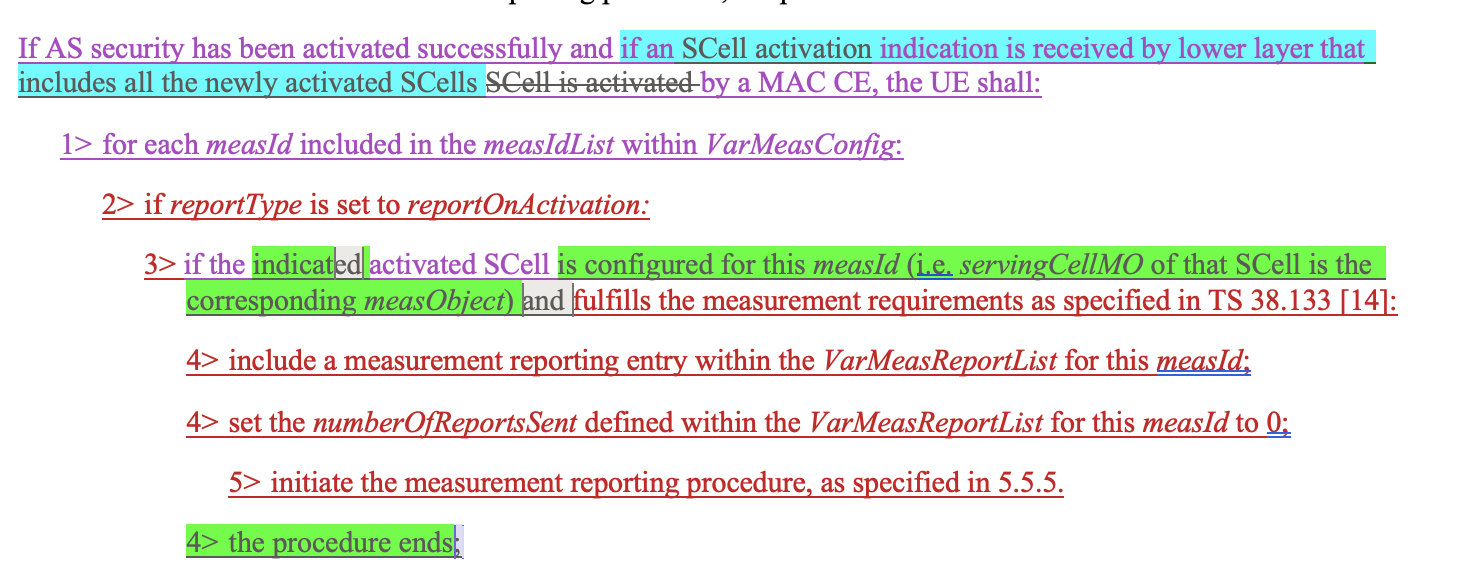 If AS security has been activated successfully and if an SCell activation indication is received by lower layer that
includes all the newly activated SCells SCell is activated by a MAC CE, the UE shall:
1> for each measId included in the measIdList within VarMeasConfig:
2> if reportType is set to reportOnActivation:
3> if the indicated activated SCell is configured for this measId (i.e. servingCellMO of that SCell is the
corresponding measObject) and fulfills the measurement requirements as specified in TS 38.133 [14]:
4> include a measurement reporting entry within the VarMeasReportList for this measId;
4> set the numberOfReportsSent defined within the VarMeasReportList for this measId to 0;
5> initiate the measurement reporting procedure, as specified in 5.5.5.
4> the procedure ends;